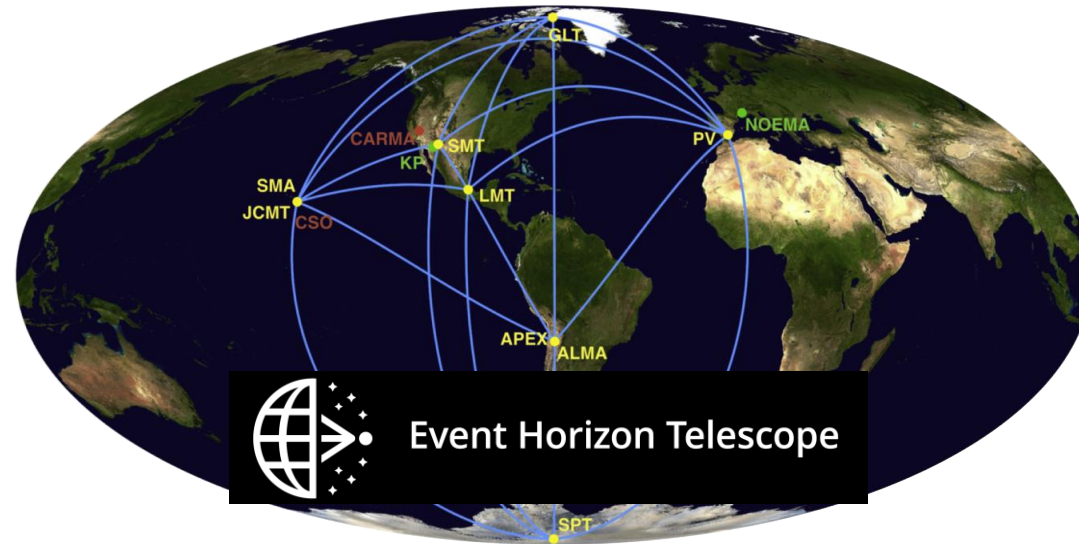 GLT
CARMA
SMT
KP
PV
NOEMA
SMA
JCMT
CSO
LMT
APEX
ALMA
Event Horizon Telescope
SPT